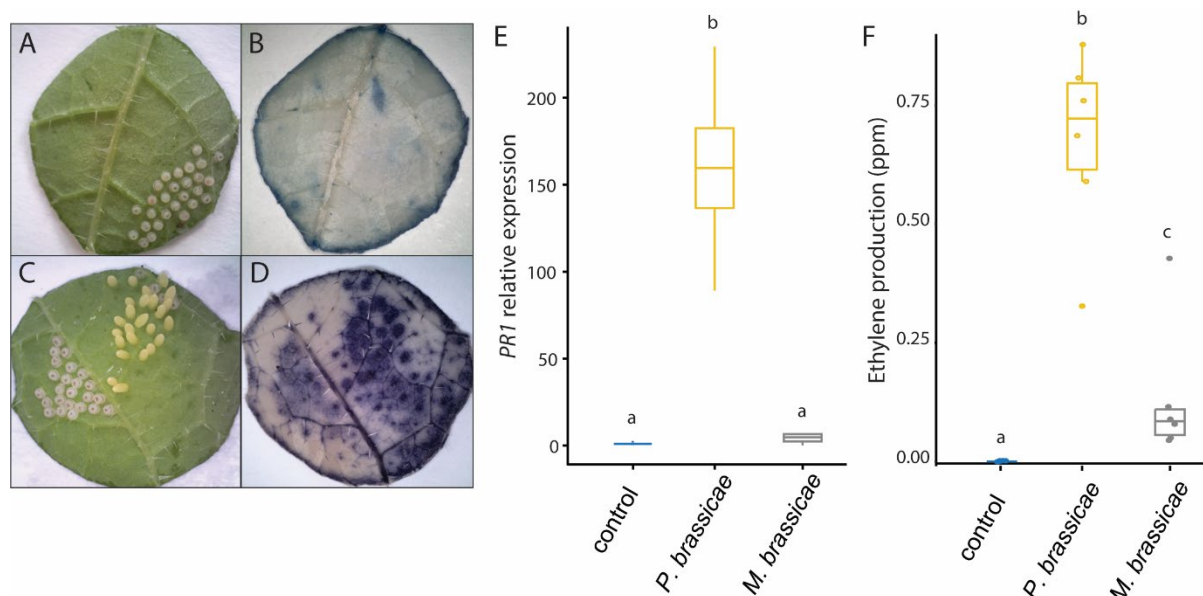 A
B
C
D
E
PR1 relative expression
200
150
100
50
0
a
b
a
control
P. brassicae
M. brassicae
F
Ethylene production (ppm)
0.75
0.50
0.25
0.00
a
b
c
control
P. brassicae
M. brassicae